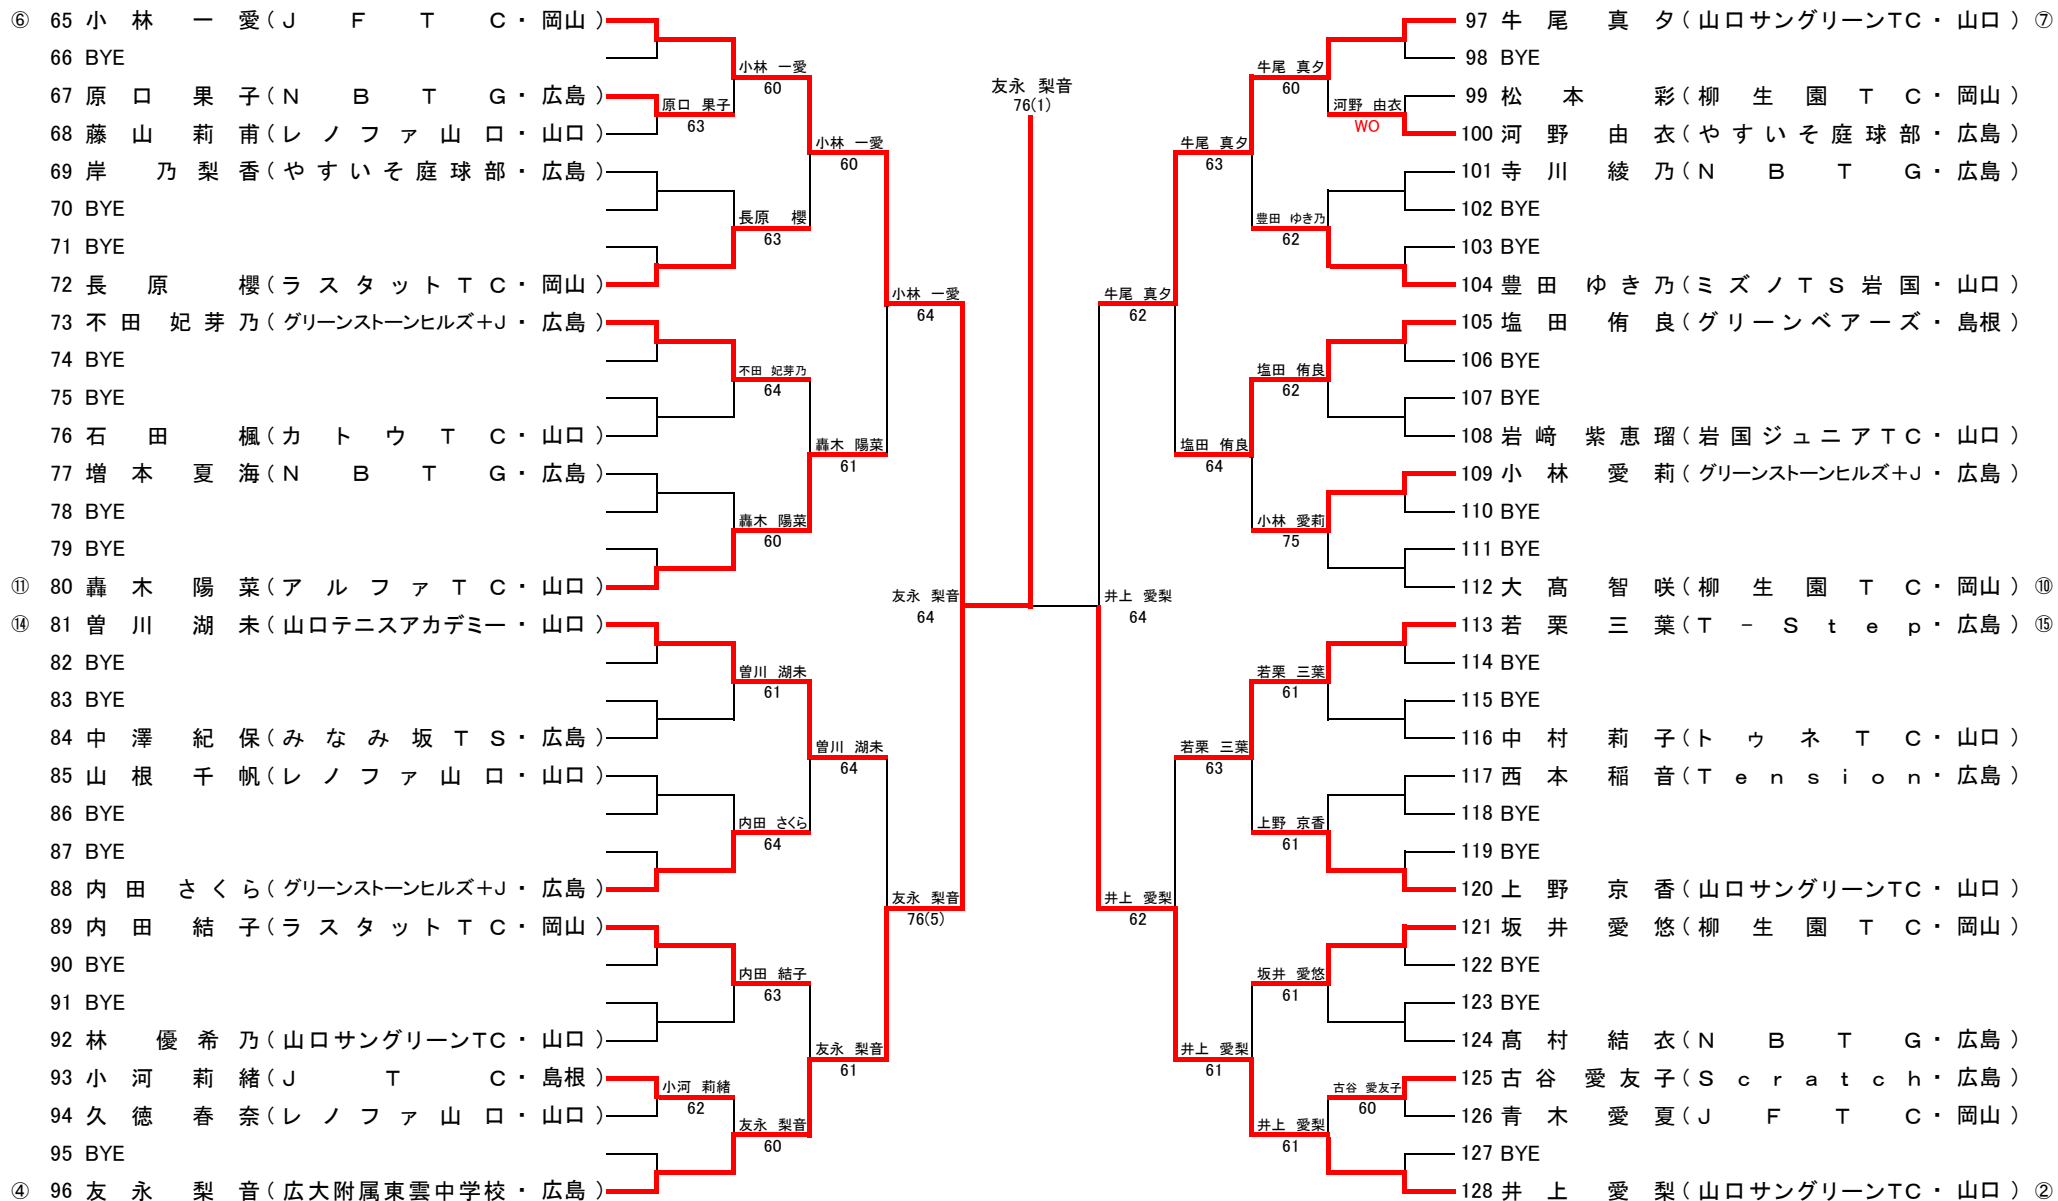 ⑥ 65 小林 一愛 (JFTC・岡山)
66 BYE
67 原口 果子 (NBTG・広島)
68 藤山 莉甫 (レノファ山口・山口)
69 岸 乃梨香 (やすいそ庭球部・広島)
70 BYE
71 BYE
72 長原 櫻 (ラスタットTC・岡山)
73 不田 妃芽乃 (グリーンストーンヒルズ+J・広島)
74 BYE
75 BYE
76 石田 楓 (カトウTC・山口)
77 増本 夏海 (NBTG・広島)
78 BYE
79 BYE
⑪ 80 轟木 陽菜 (アルファTC・山口)
⑭ 81 曽川 湖未 (山口テニスアカデミー・山口)
82 BYE
83 BYE
84 中澤 紀保 (みなみ坂TS・広島)
85 山根 千帆 (レノファ山口・山口)
86 BYE
87 BYE
88 内田 さくら (グリーンストーンヒルズ+J・広島)
89 内田 結子 (ラスタットTC・岡山)
90 BYE
91 BYE
92 林 優希乃 (山口サングリーンTC・山口)
93 小河 莉緒 (JTC・島根)
94 久徳 春奈 (レノファ山口・山口)
95 BYE
④ 96 友永 梨音 (広大附属東雲中学校・広島)
原口 果子
63
小河 莉緒
62
小林 一愛
60
長原 櫻
63
不田 妃芽乃
64
轟木 陽菜
60
曽川 湖未
61
内田 さくら
64
内田 結子
63
友永 梨音
60
小林 一愛
60
轟木 陽菜
61
曽川 湖未
64
友永 梨音
61
小林 一愛
64
友永 梨音
76(5)
友永 梨音
64
友永 梨音
76(1)
井上 愛梨
64
牛尾 真夕
62
井上 愛梨
62
牛尾 真夕
63
塩田 侑良
64
若栗 三葉
63
井上 愛梨
61
牛尾 真夕
60
豊田 ゆき乃
62
塩田 侑良
62
小林 愛莉
75
若栗 三葉
61
上野 京香
61
坂井 愛悠
61
井上 愛梨
61
河野 由衣
WO
古谷 愛友子
60
97 牛尾 真夕 (山口サングリーンTC・山口) ⑦
98 BYE
99 松本 彩 (柳生園TC・岡山)
100 河野 由衣 (やすいそ庭球部・広島)
101 寺川 綾乃 (NBTG・広島)
102 BYE
103 BYE
104 豊田 ゆき乃 (ミズノTS岩国・山口)
105 塩田 侑良 (グリーンベアーズ・島根)
106 BYE
107 BYE
108 岩﨑 紫恵瑠 (岩国ジュニアTC・山口)
109 小林 愛莉 (グリーンストーンヒルズ+J・広島)
110 BYE
111 BYE
112 大髙 智咲 (柳生園TC・岡山) ⑩
113 若栗 三葉 (T-Step・広島) ⑮
114 BYE
115 BYE
116 中村 莉子 (トゥネTC・山口)
117 西本 稲音 (Tension・広島)
118 BYE
119 BYE
120 上野 京香 (山口サングリーンTC・山口)
121 坂井 愛悠 (柳生園TC・岡山)
122 BYE
123 BYE
124 髙村 結衣 (NBTG・広島)
125 古谷 愛友子 (Scratch・広島)
126 青木 愛夏 (JFTC・岡山)
127 BYE
128 井上 愛梨 (山口サングリーンTC・山口) ②